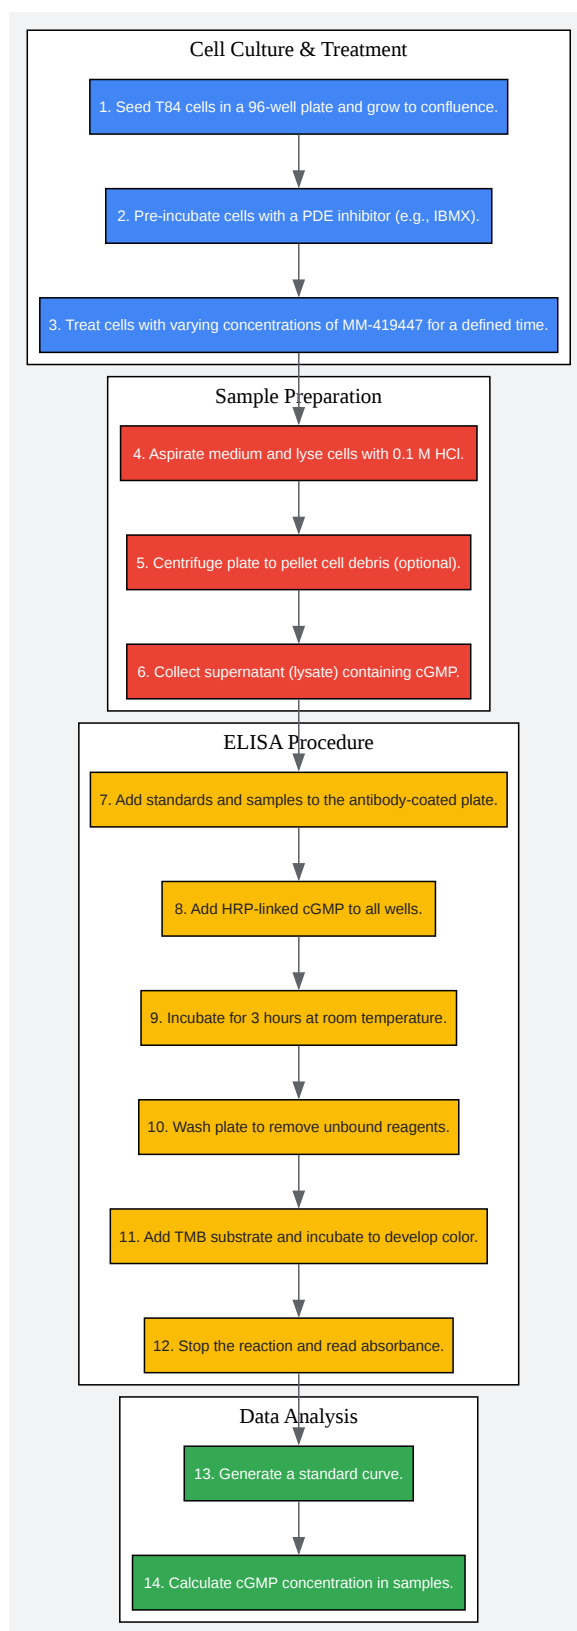 Cell Culture & Treatment
1. Seed T84 cells in a 96-well plate and grow to confluence.
2. Pre-incubate cells with a PDE inhibitor (e.g., IBMX).
3. Treat cells with varying concentrations of MM-419447 for a defined time.
Sample Preparation
4. Aspirate medium and lyse cells with 0.1 M HCl.
5. Centrifuge plate to pellet cell debris (optional).
6. Collect supernatant (lysate) containing cGMP.
ELISA Procedure
7. Add standards and samples to the antibody-coated plate.
8. Add HRP-linked cGMP to all wells.
9. Incubate for 3 hours at room temperature.
10. Wash plate to remove unbound reagents.
11. Add TMB substrate and incubate to develop color.
12. Stop the reaction and read absorbance.
Data Analysis
13. Generate a standard curve.
14. Calculate cGMP concentration in samples.